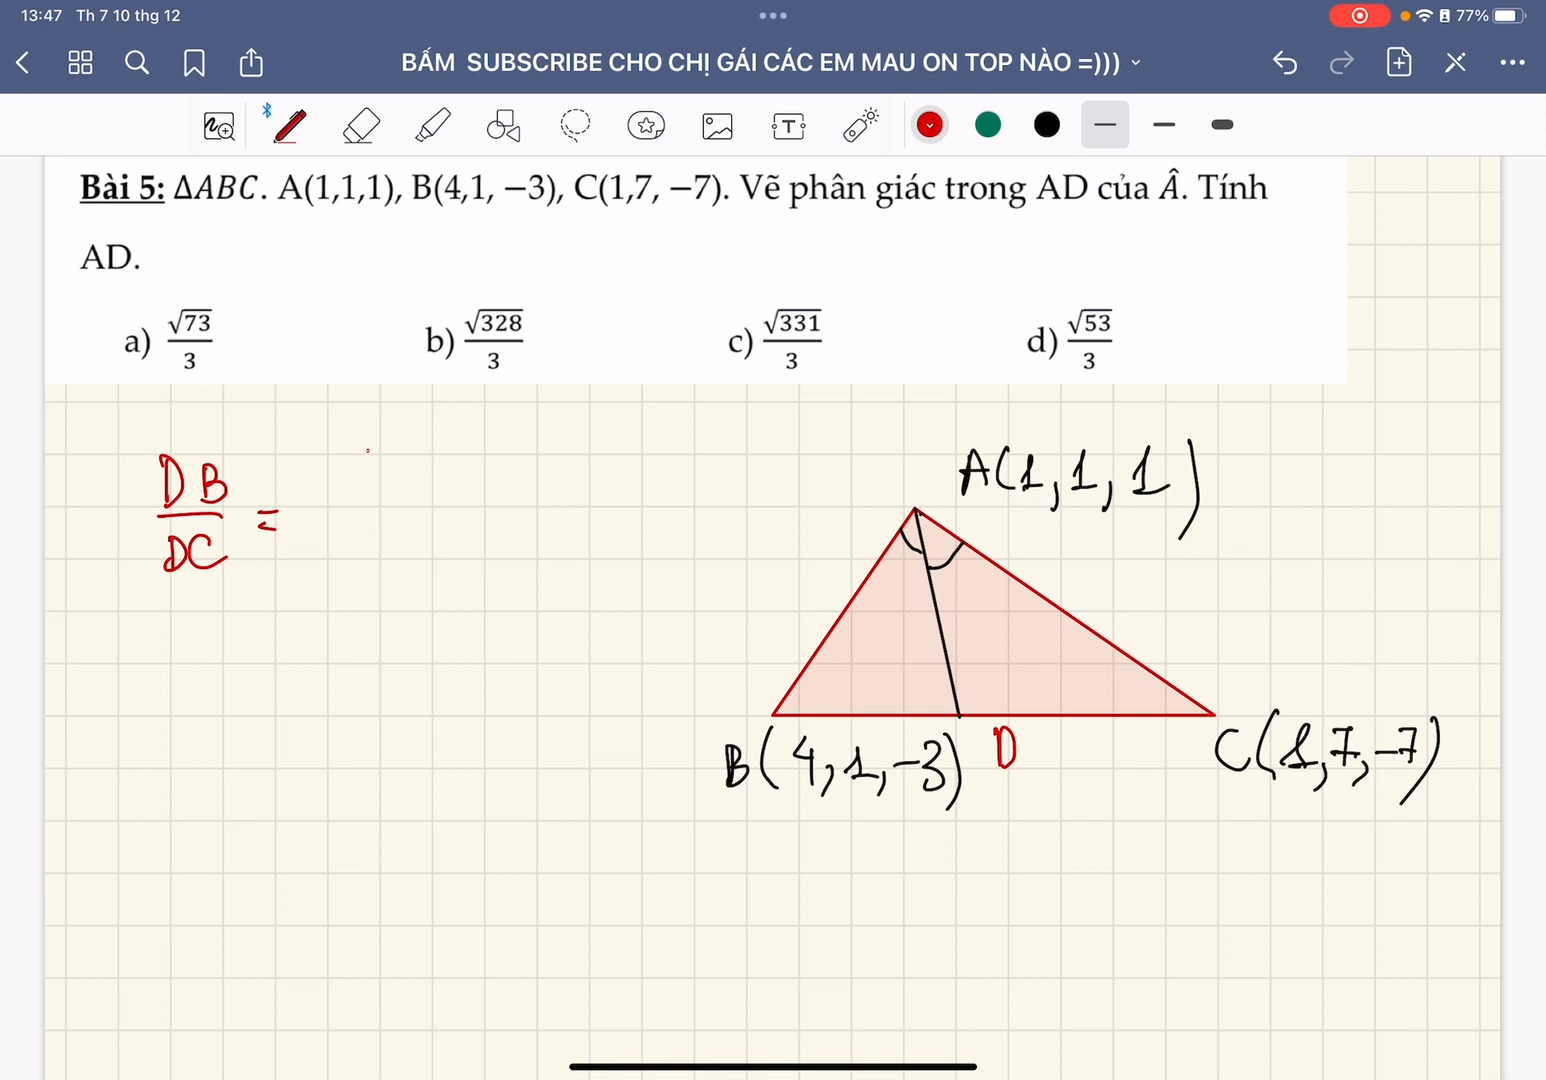 13:47 Th 7 10 thg 12
77%
BẤM SUBSCRIBE CHO CHỊ GÁI CÁC EM MAU ON TOP NÀO =)))
Bài 5: ΔABC. A(1,1,1), B(4,1, −3), C(1,7, −7). Vẽ phân giác trong AD của Â. Tính
AD.
a) √73/3 b) √328/3 c) √331/3 d) √53/3
A(1,1,1)
DB/DC =
B(4,1,-3) D C(1,7,-7)